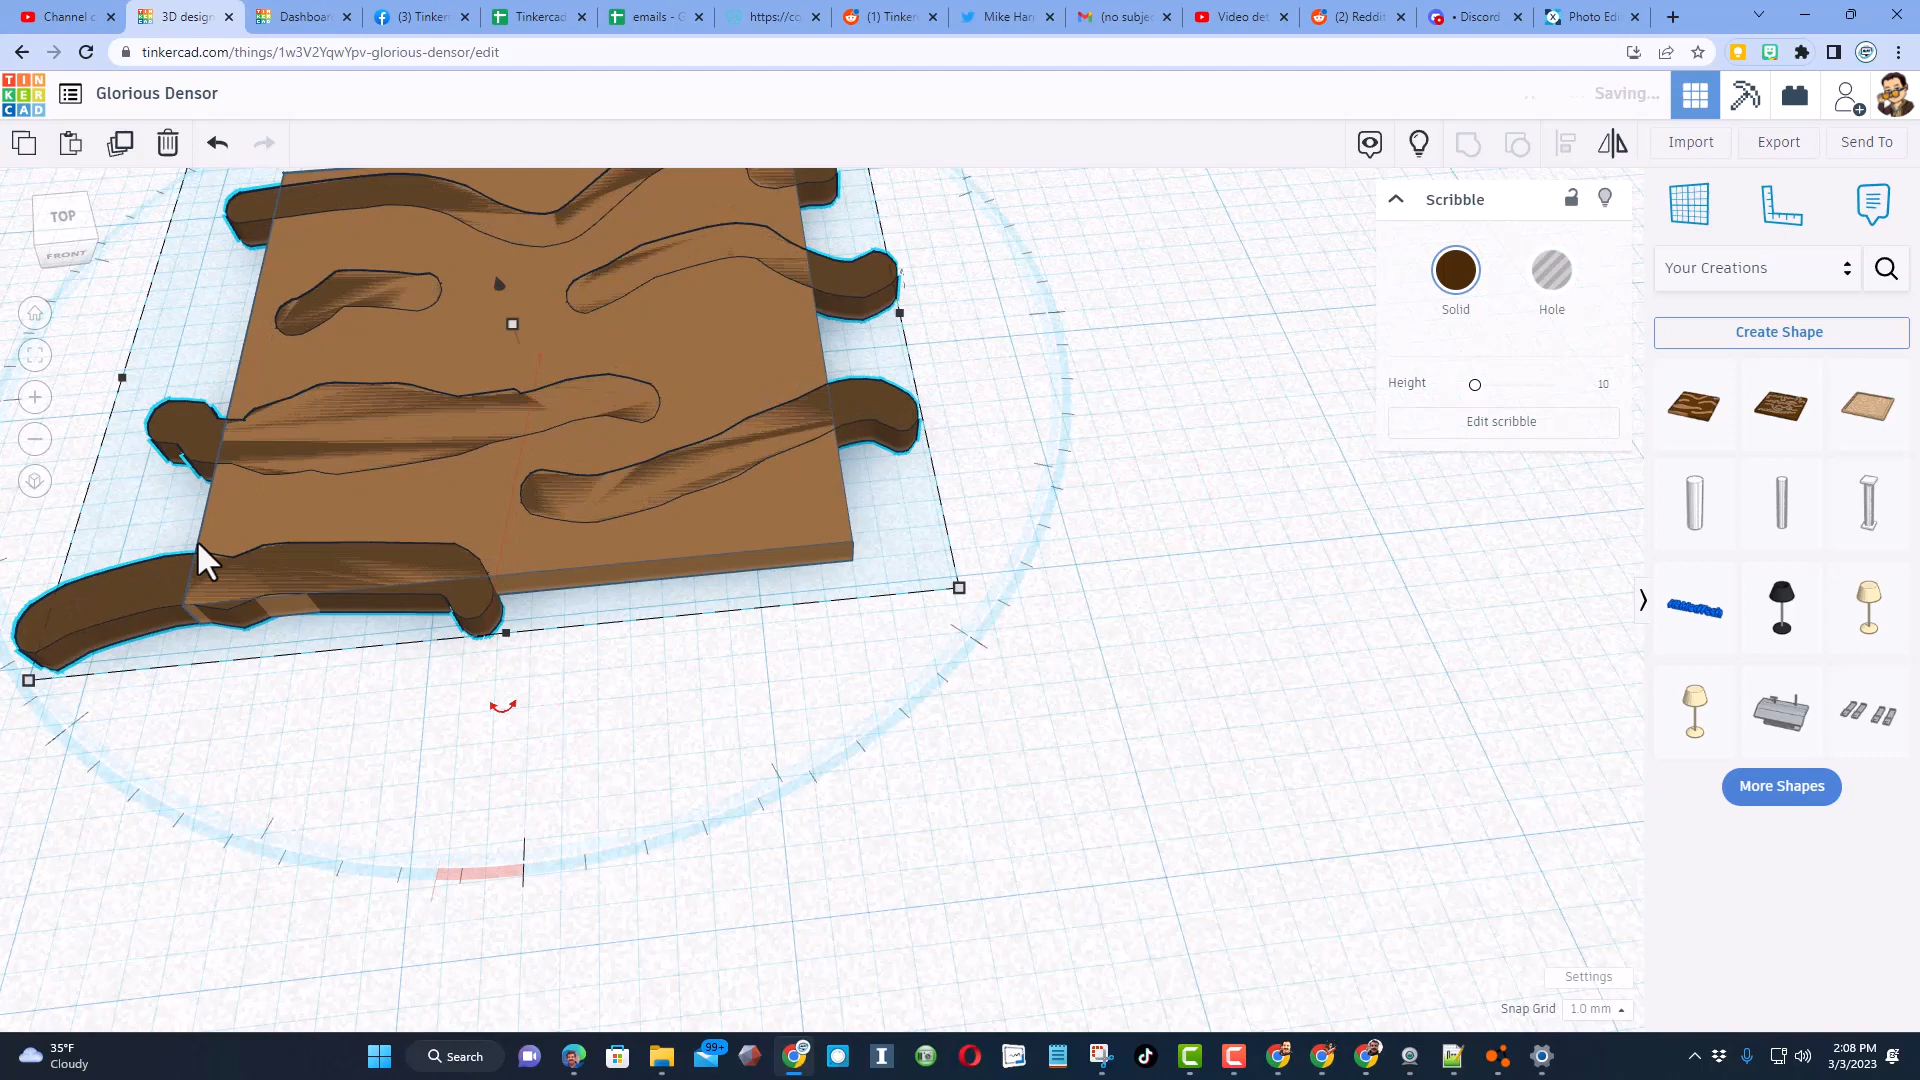 Channel c
3D design
Dashboar
(3) Tinker
Tinkercad
emails - G
https://co
(1) Tinker
Mike Har
(no subje
Video det
(2) Reddit
• Discord
Photo Edi
tinkercad.com/things/1w3V2YqwYpv-glorious-densor/edit
TIN
KER
CAD
Glorious Densor
Saving...
Import
Export
Send To
TOP
FRONT
Scribble
Solid
Hole
Height
10
Edit scribble
Your Creations
Create Shape
More Shapes
Settings
Snap Grid
1.0 mm
35°F
Cloudy
Search
99+
2:08 PM
3/3/2023